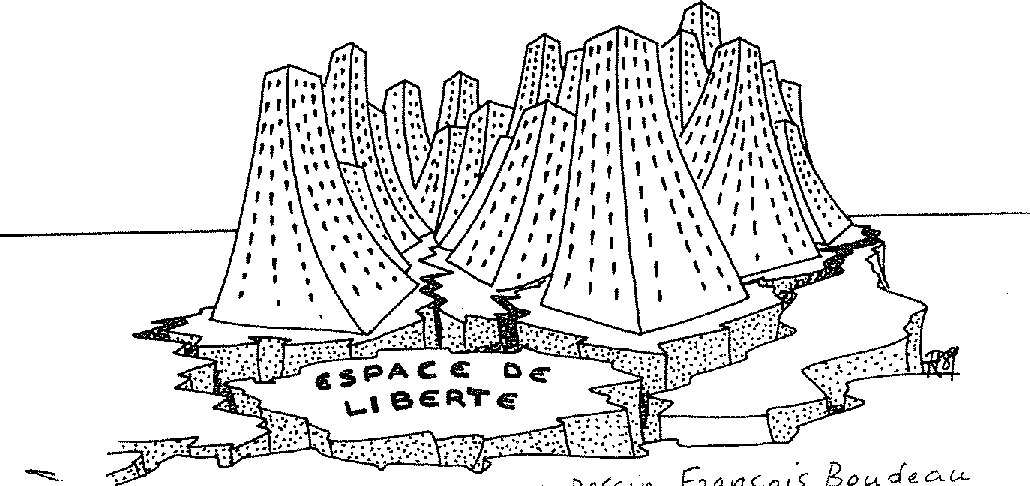 ESPACE DE
LIBERTE
Dessin François Boudeau